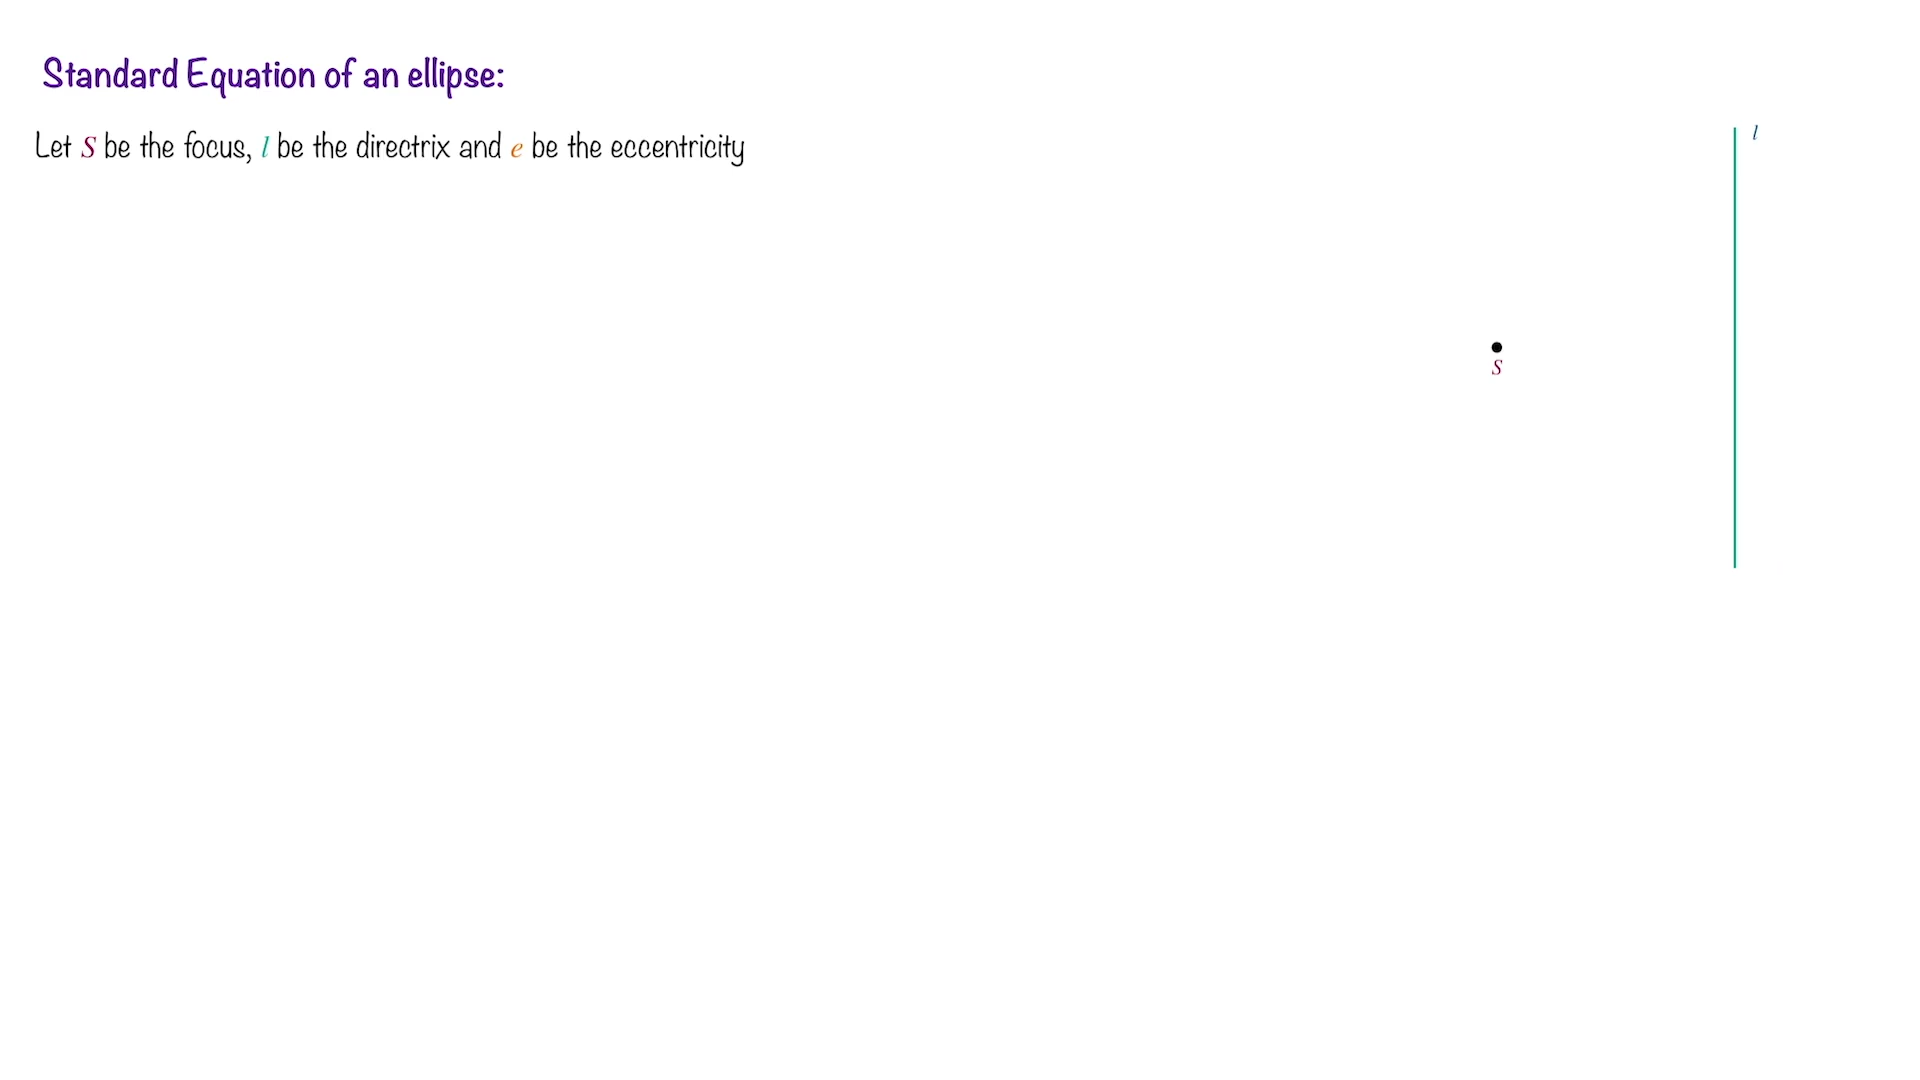 Standard Equation of an ellipse:
Let S be the focus, l be the directrix and e be the eccentricity
l
S